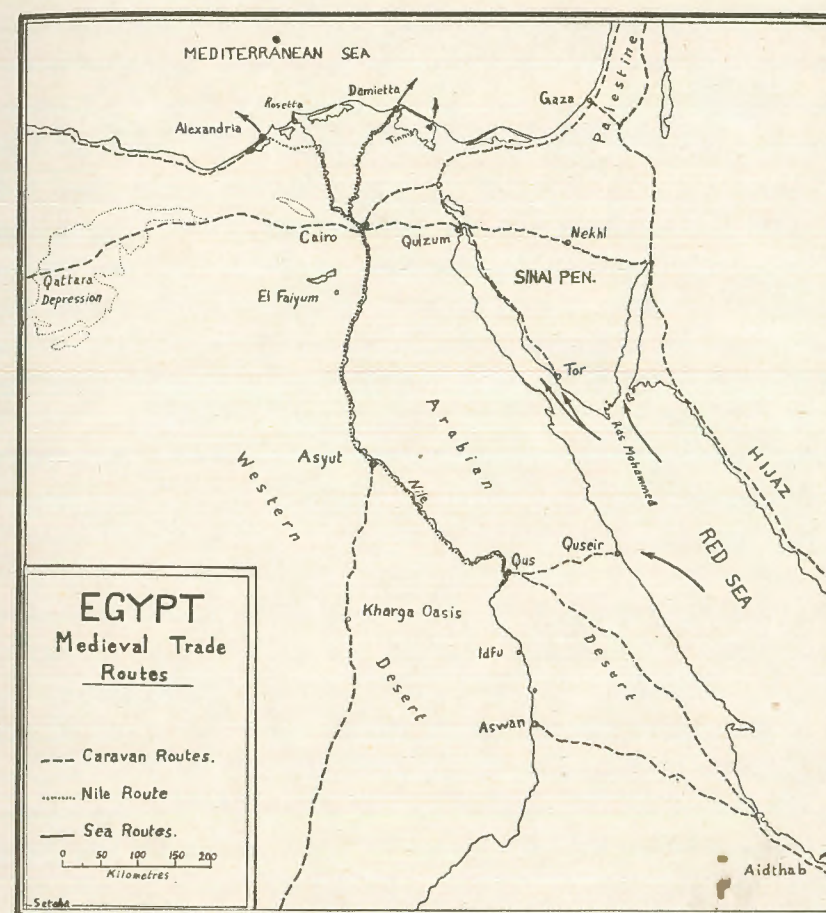 MEDITERRANEAN SEA
Damietta
Rosetta
Alexandria
Gaza
Palestine
Cairo
Qulzum
Nekhl
SINAI PEN.
Qattara
Depression
El Faiyum
Tor
Ras Mohammed
HIJAZ
Arabian
Asyut
Western
Nile
RED SEA
Quseir
Qus
Kharga Oasis
Idfu
Desert
Desert
Aswan
Aidthab
EGYPT
Medieval Trade
Routes
Caravan Routes.
Nile Route
Sea Routes.
0 50 100 150 200
Kilometres